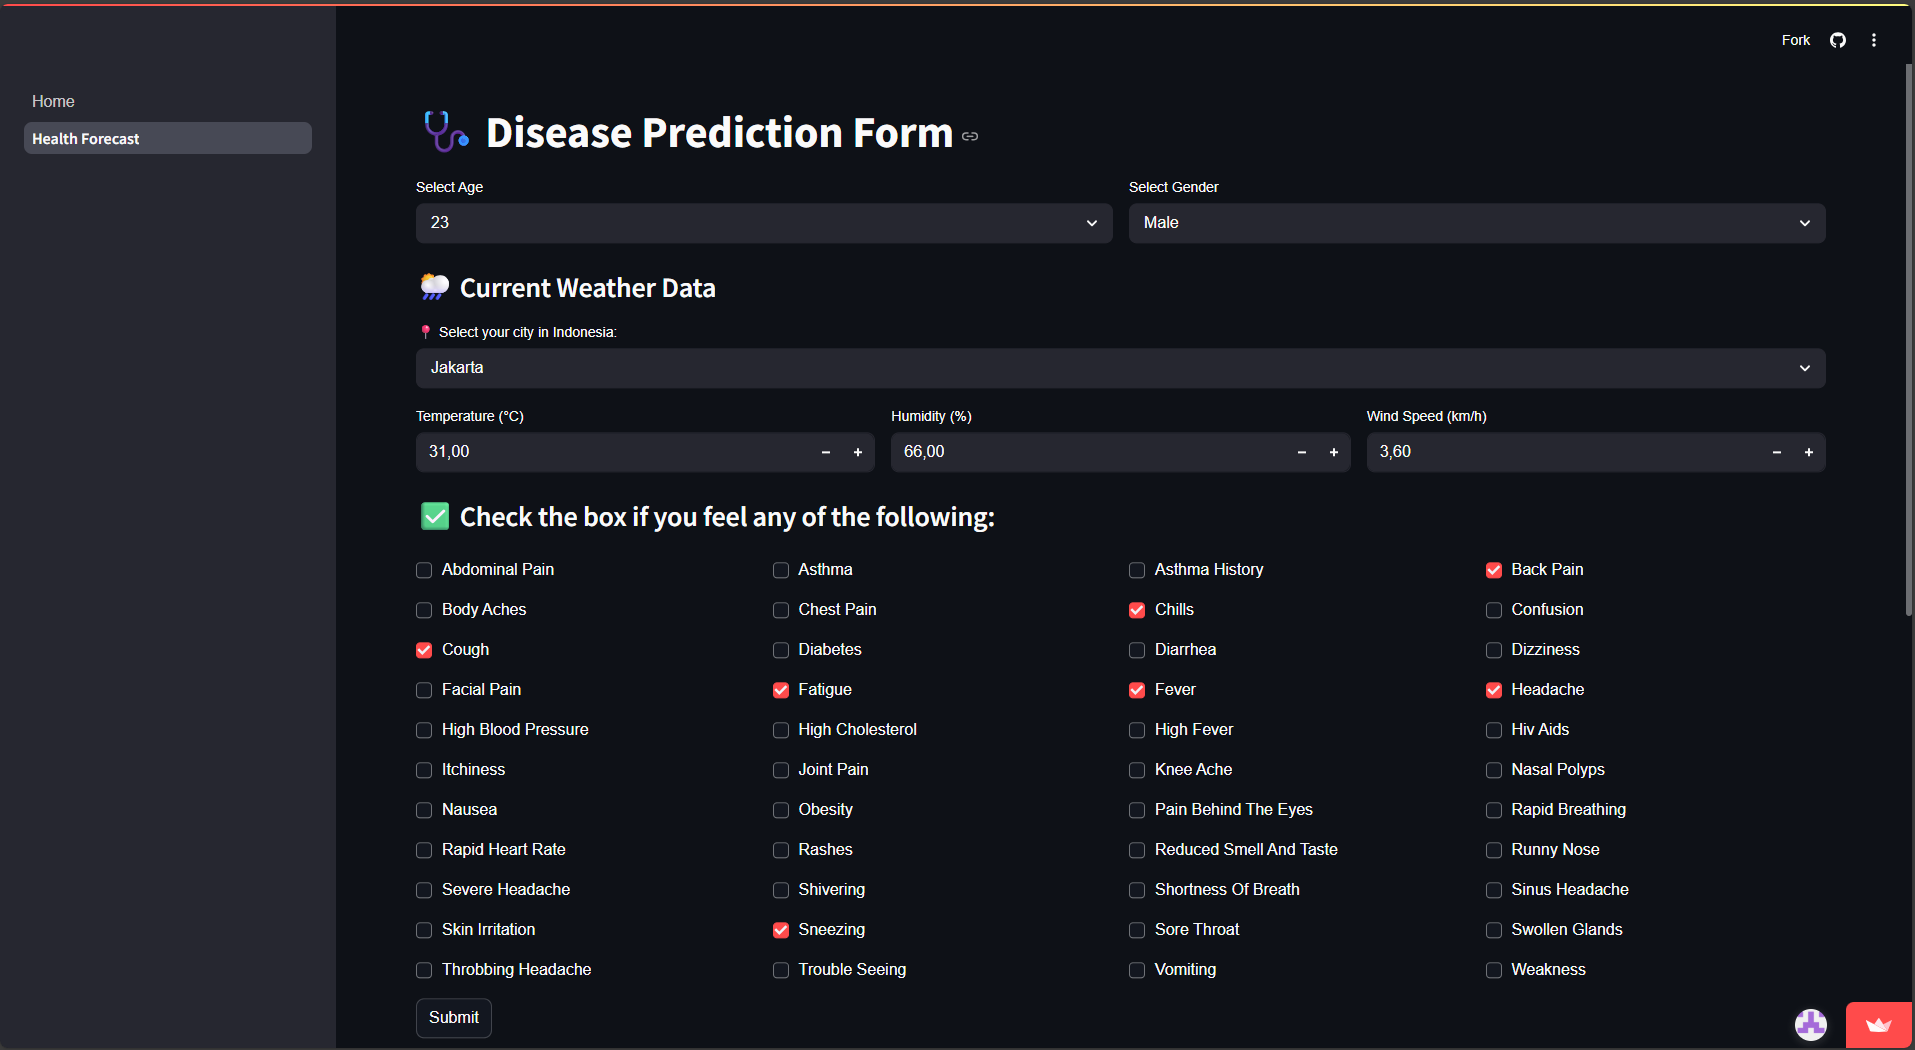 Fork
Home
Health Forecast
Disease Prediction Form
Select Age
Select Gender
23
Male
Current Weather Data
Select your city in Indonesia:
Jakarta
Temperature (°C)
Humidity (%)
Wind Speed (km/h)
31,00
66,00
3,60
Check the box if you feel any of the following:
Abdominal Pain
Asthma
Asthma History
Back Pain
Body Aches
Chest Pain
Chills
Confusion
Cough
Diabetes
Diarrhea
Dizziness
Facial Pain
Fatigue
Fever
Headache
High Blood Pressure
High Cholesterol
High Fever
Hiv Aids
Itchiness
Joint Pain
Knee Ache
Nasal Polyps
Nausea
Obesity
Pain Behind The Eyes
Rapid Breathing
Rapid Heart Rate
Rashes
Reduced Smell And Taste
Runny Nose
Severe Headache
Shivering
Shortness Of Breath
Sinus Headache
Skin Irritation
Sneezing
Sore Throat
Swollen Glands
Throbbing Headache
Trouble Seeing
Vomiting
Weakness
Submit